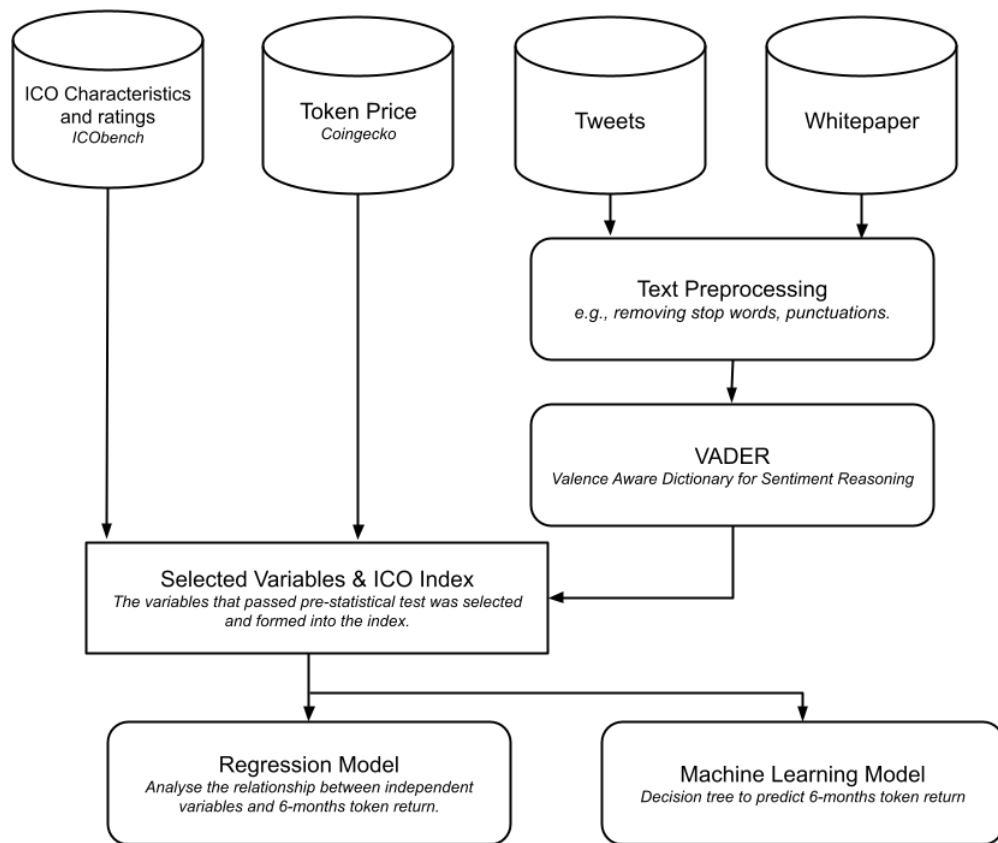 ICO Characteristics
and ratings
ICObench
Token Price
Coingecko
Tweets
Whitepaper
Text Preprocessing
e.g., removing stop words, punctuations.
VADER
Valence Aware Dictionary for Sentiment Reasoning
Selected Variables & ICO Index
The variables that passed pre-statistical test was selected
and formed into the index.
Regression Model
Analyse the relationship between independent
variables and 6-months token return.
Machine Learning Model
Decision tree to predict 6-months token return